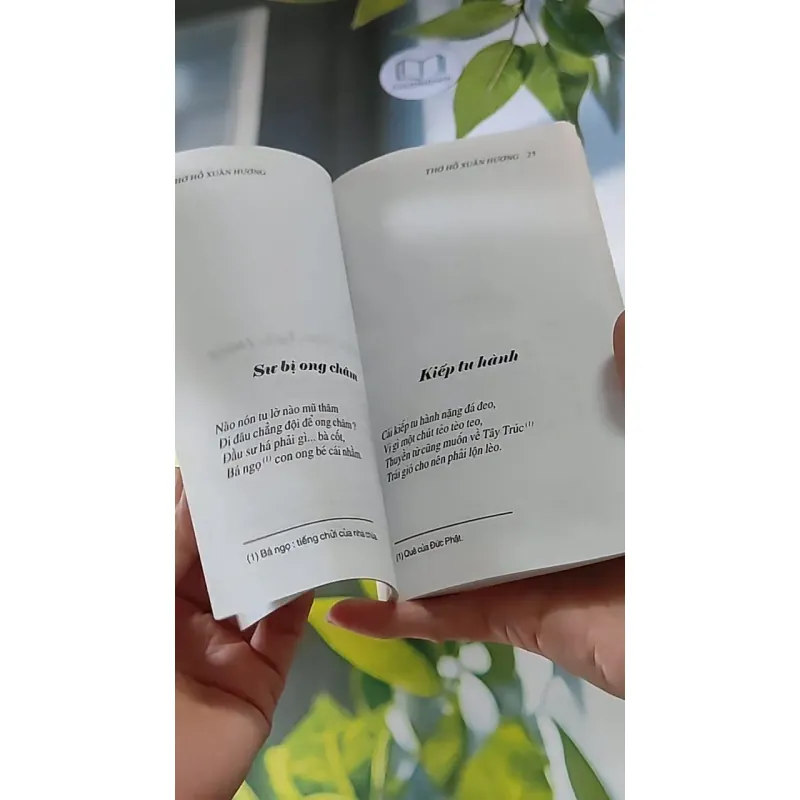 THƠ HỒ XUÂN HƯƠNG
Sư bị ong châm
Nào nón tu lờ nào mũ thâm
Đi đâu chẳng đội để ong châm?
Đầu sư há phải gì... bà cốt,
Bá ngọ (1) con ong bé cái nhầm.
(1) Bá ngọ : tiếng chửi của nhà chùa.
THƠ HỒ XUÂN HƯƠNG 25
Kiếp tu hành
Cái kiếp tu hành nặng đá đeo,
Vị gì một chút tẻo tèo teo,
Thuyền từ cũng muốn về Tây Trúc (1)
Trái gió cho nên phải lộn lèo.
(1) Quê của Đức Phật.